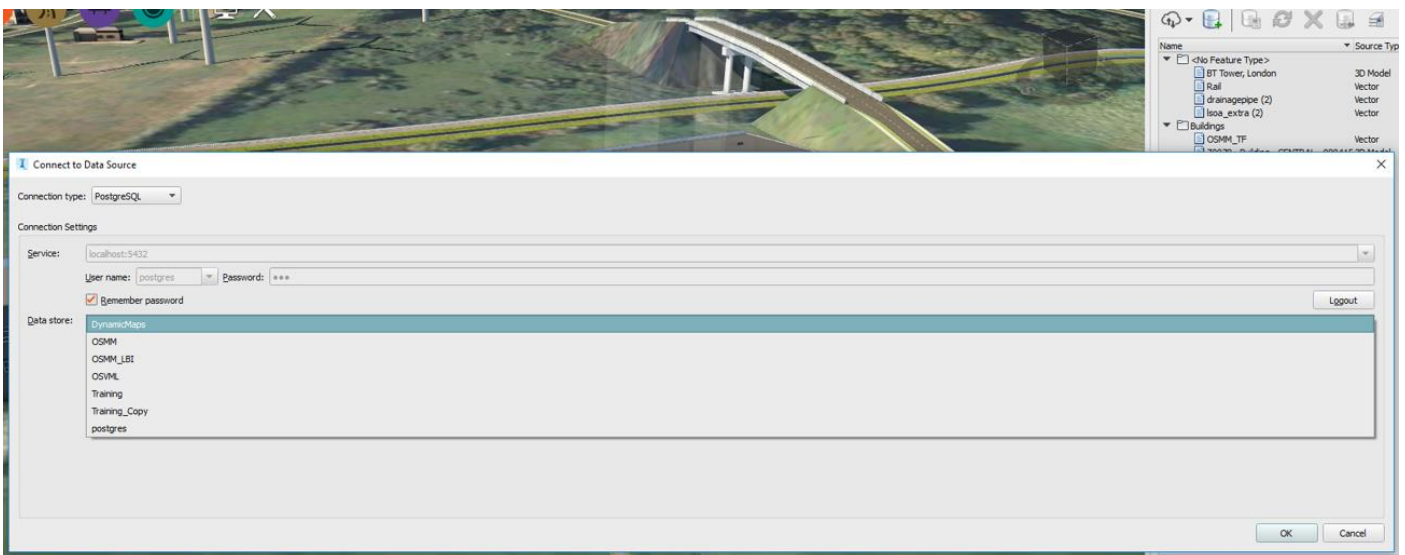 Name Source Typ
<No Feature Type>
BT Tower, London 3D Model
Rail Vector
drainagepipe (2) Vector
lsoa_extra (2) Vector
Buildings
OSMM_TF Vector
Connect to Data Source
Connection type: PostgreSQL
Connection Settings
Service: localhost:5432
User name: postgres Password:
Remember password Logout
Data store: DynamicMaps
OSMM
OSMM_LBI
OSVML
Training
Training_Copy
postgres
OK Cancel